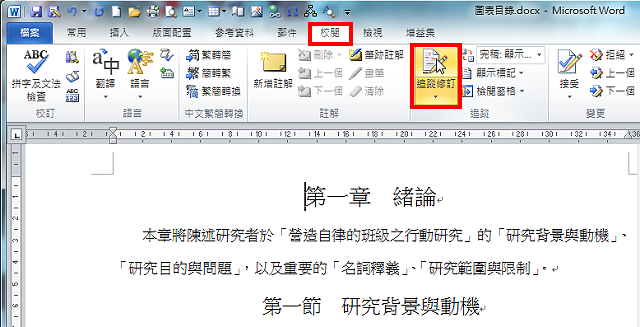 圖表目錄.docx - Microsoft Word
檔案 常用 插入 版面配置 參考資料 郵件 校閱 檢視 增益集
ABC 拼字及文法檢查
ABC 123
翻譯
語言
繁轉簡
簡轉繁
中文繁簡轉換
新增註解
刪除
上一個
下一個
筆跡註解
畫筆
清除
追蹤修訂
完稿: 顯示...
顯示標記
檢閱窗格
接受
拒絕
上一個
下一個
校訂 語言 中文繁簡轉換 註解 追蹤 變更
第一章 緒論
本章將陳述研究者於「營造自律的班級之行動研究」的「研究背景與動機」、
「研究目的與問題」,以及重要的「名詞釋義」、「研究範圍與限制」。
第一節 研究背景與動機